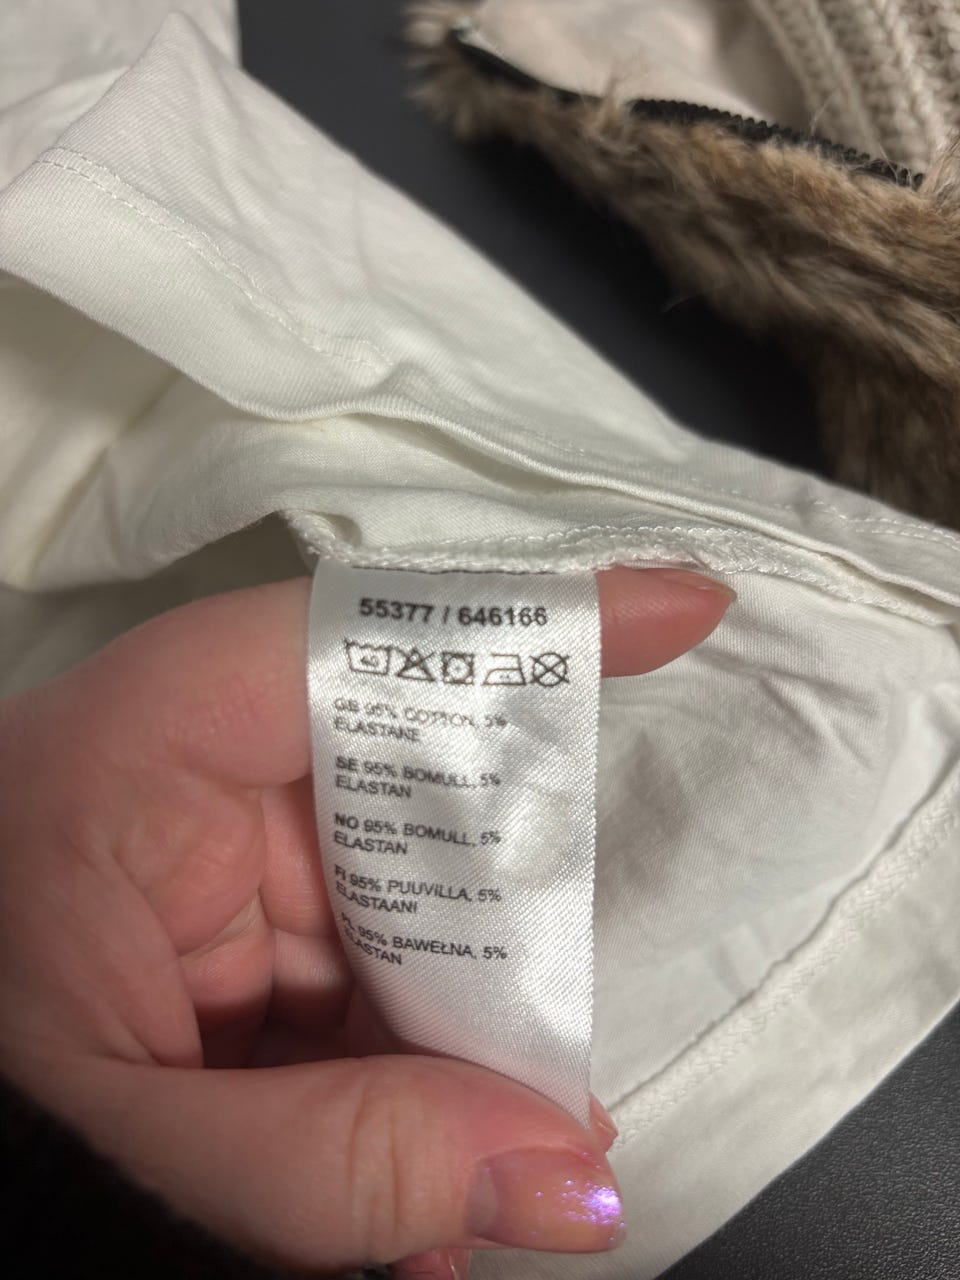 55377 / 646166
40
GB 95% COTTON, 5%
ELASTANE
SE 95% BOMULL, 5%
ELASTAN
NO 95% BOMULL, 5%
ELASTAN
FI 95% PUUVILLA, 5%
ELASTAANI
PL 95% BAWEŁNA, 5%
ELASTAN